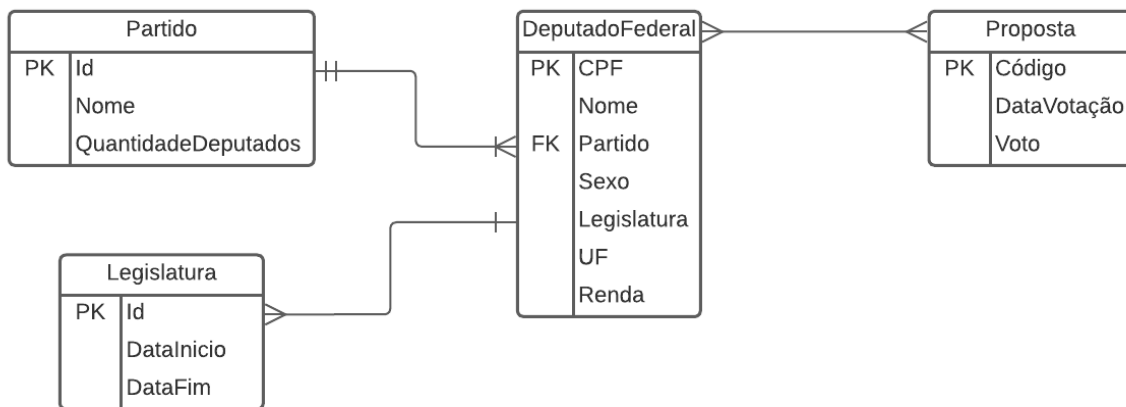 Partido
PK Id
Nome
QuantidadeDeputados
DeputadoFederal
PK CPF
Nome
FK Partido
Sexo
Legislatura
UF
Renda
Proposta
PK Código
DataVotação
Voto
Legislatura
PK Id
DataInicio
DataFim